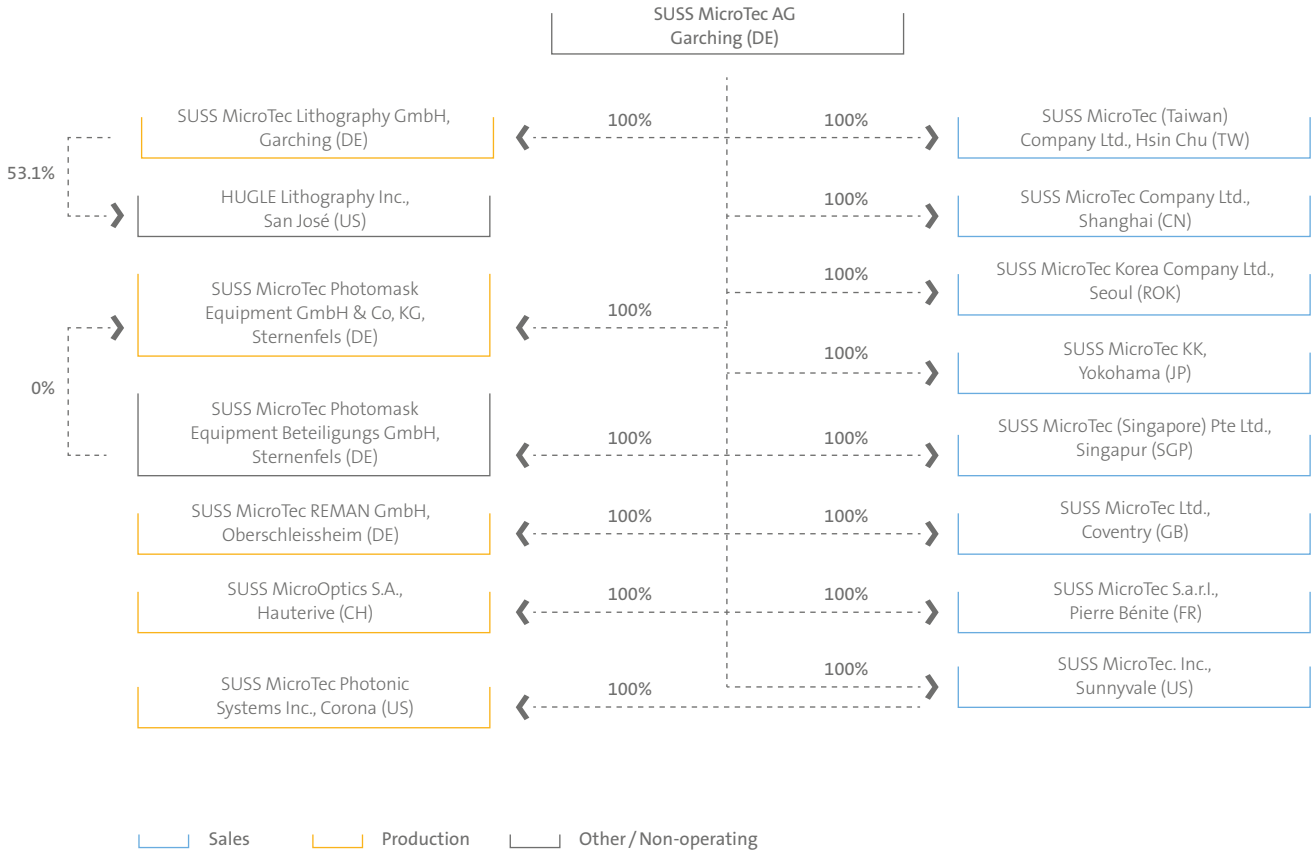 SUSS MicroTec AG
Garching (DE)
SUSS MicroTec Lithography GmbH,
Garching (DE)
100%
100%
SUSS MicroTec (Taiwan)
Company Ltd., Hsin Chu (TW)
53.1%
HUGLE Lithography Inc.,
San José (US)
100%
SUSS MicroTec Company Ltd.,
Shanghai (CN)
SUSS MicroTec Photomask
Equipment GmbH & Co, KG,
Sternenfels (DE)
100%
100%
SUSS MicroTec Korea Company Ltd.,
Seoul (ROK)
100%
SUSS MicroTec KK,
Yokohama (JP)
0%
SUSS MicroTec Photomask
Equipment Beteiligungs GmbH,
Sternenfels (DE)
100%
100%
SUSS MicroTec (Singapore) Pte Ltd.,
Singapur (SGP)
SUSS MicroTec REMAN GmbH,
Oberschleissheim (DE)
100%
100%
SUSS MicroTec Ltd.,
Coventry (GB)
SUSS MicroOptics S.A.,
Hauterive (CH)
100%
100%
SUSS MicroTec S.a.r.l.,
Pierre Bénite (FR)
SUSS MicroTec Photonic
Systems Inc., Corona (US)
100%
100%
SUSS MicroTec. Inc.,
Sunnyvale (US)
Sales
Production
Other / Non-operating